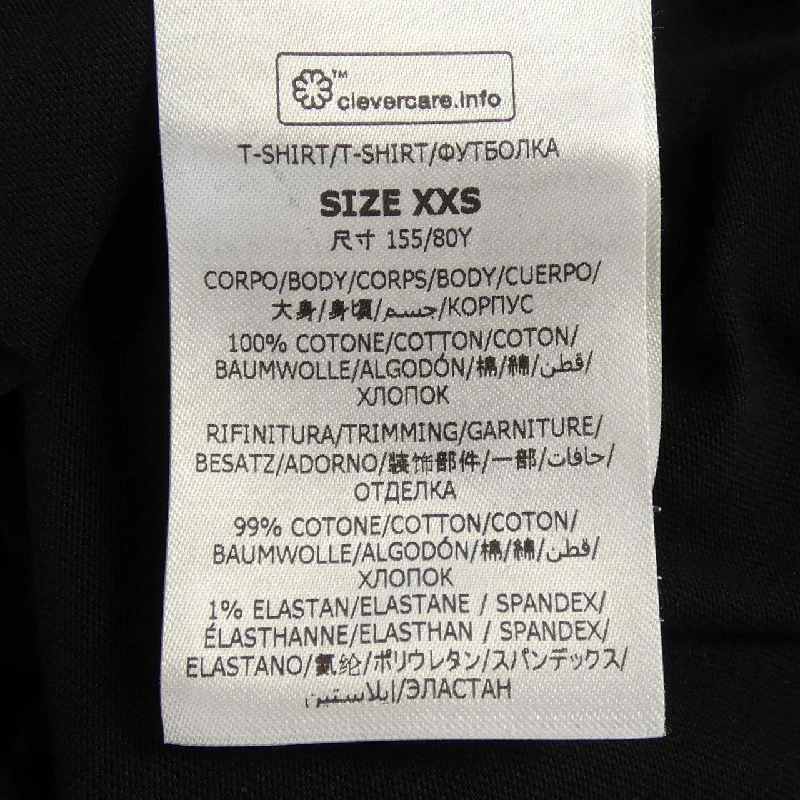 ™ clevercare.info
T-SHIRT/T-SHIRT/ФУТБОЛКА
SIZE XXS
尺寸 155/80Y
CORPO/BODY/CORPS/BODY/CUERPO/
大身/身頃/جسم/КОРПУС
100% COTONE/COTTON/COTON/
BAUMWOLLE/ALGODÓN/棉/綿/قطن/
ХЛОПОК
RIFINITURA/TRIMMING/GARNITURE/
BESATZ/ADORNO/装饰部件/一部/حافات/
ОТДЕЛКА
99% COTONE/COTTON/COTON/
BAUMWOLLE/ALGODÓN/棉/綿/قطن/
ХЛОПОК
1% ELASTAN/ELASTANE / SPANDEX/
ÉLASTHANNE/ELASTHAN / SPANDEX/
ELASTANO/氨纶/ポリウレタン/スパンデックス/
إيلاستين/ЭЛАСТАН